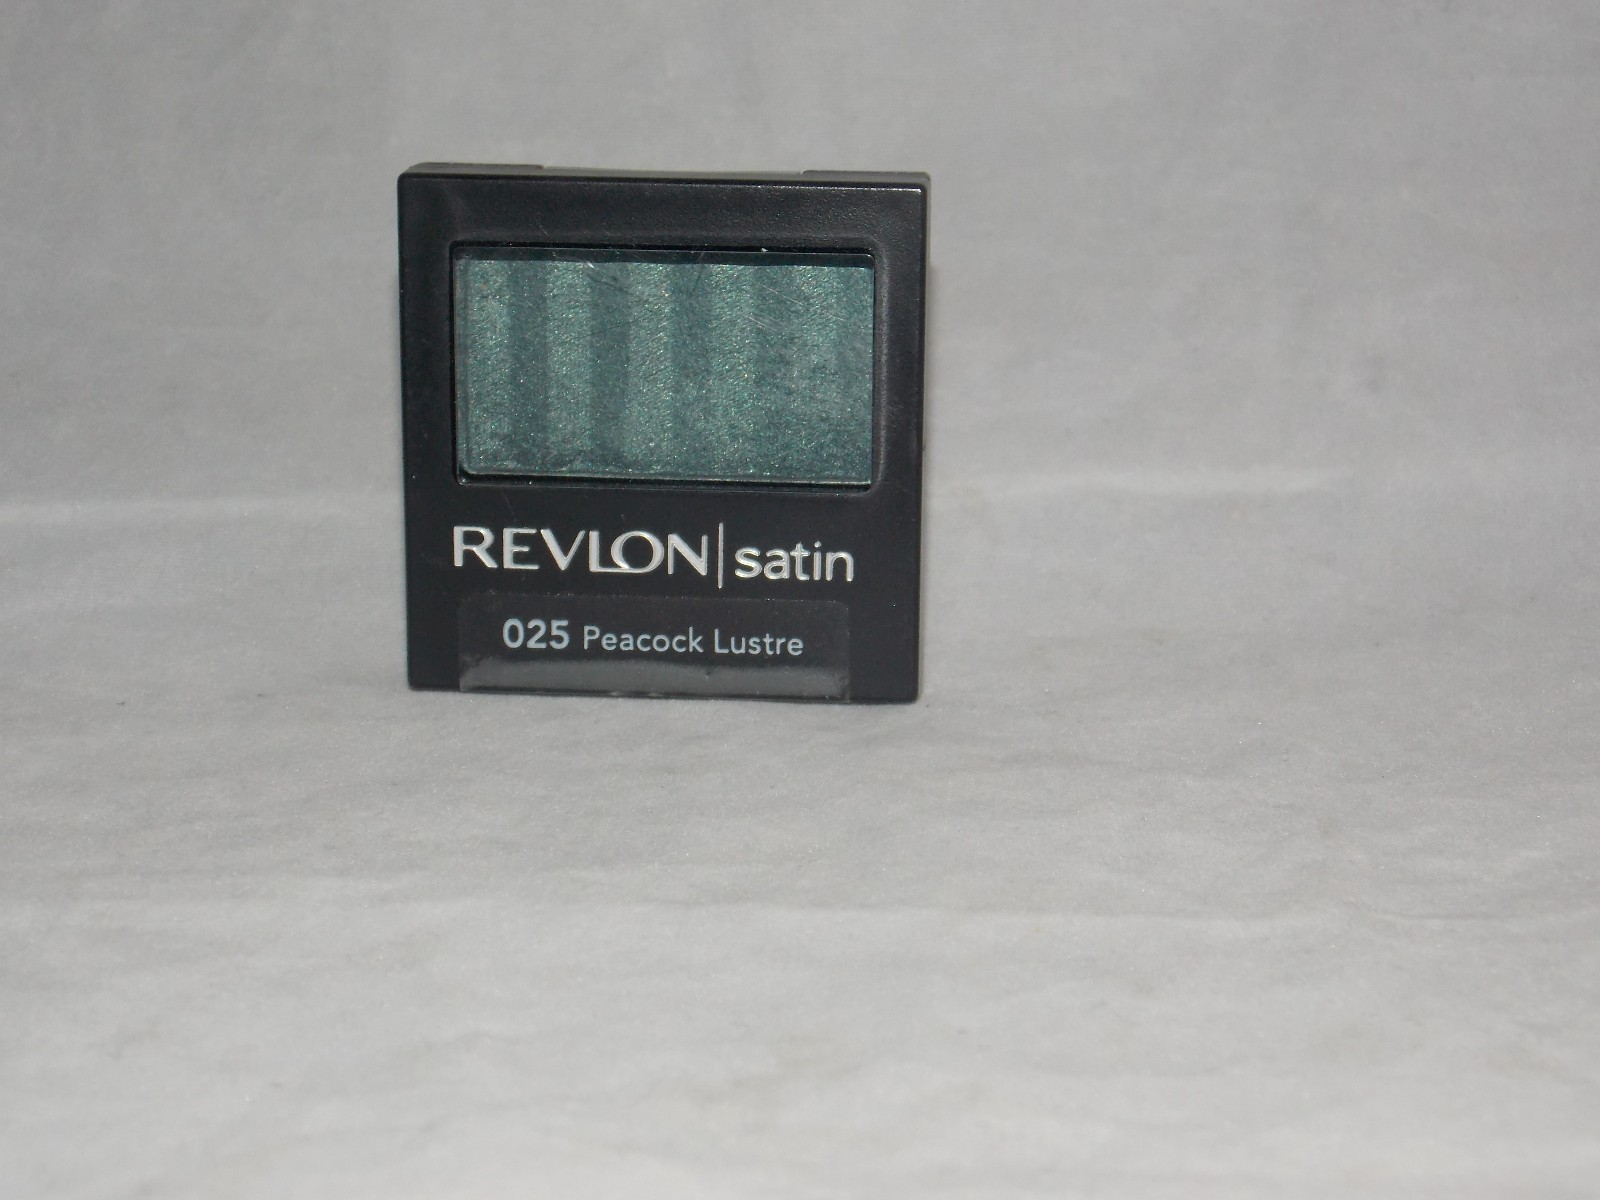 REVLON | satin
025 Peacock Lustre